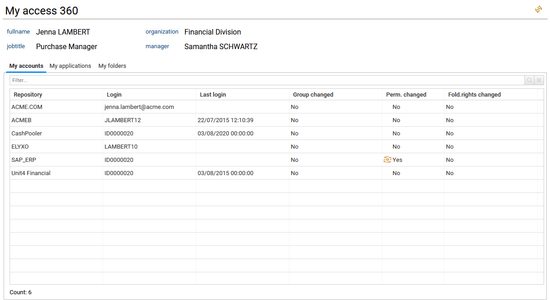 My access 360
fullname Jenna LAMBERT organization Financial Division
jobtitle Purchase Manager manager Samantha SCHWARTZ
My accounts My applications My folders
Filter...
Repository Login Last login Group changed Perm. changed Fold.rights changed
ACME.COM jenna.lambert@acme.com No No No
ACMEB JLAMBERT12 22/07/2015 12:10:39 No No No
CashPooler ID0000020 03/08/2020 00:00:00 No No No
ELYXO LAMBERT10 No No No
SAP_ERP ID0000020 No Yes No
Unit4 Financial ID0000020 03/08/2015 00:00:00 No No No
Count: 6